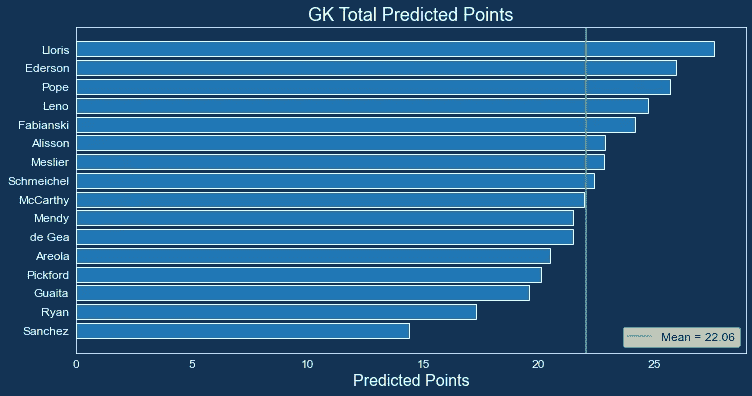 GK Total Predicted Points
Lloris
Ederson
Pope
Leno
Fabianski
Alisson
Meslier
Schmeichel
McCarthy
Mendy
de Gea
Areola
Pickford
Guaita
Ryan
Sanchez
Mean = 22.06
0 5 10 15 20 25
Predicted Points